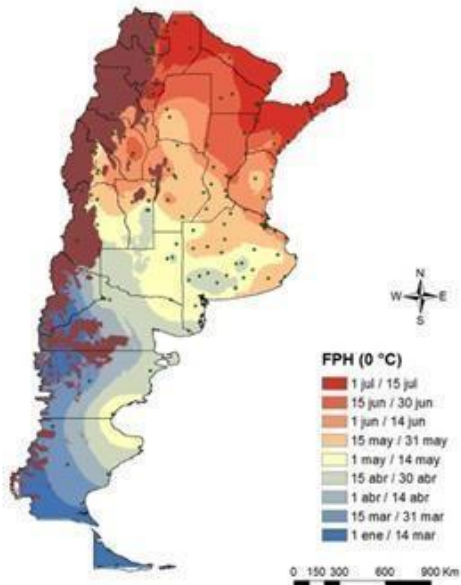 N
W E
S
FPH (0 °C)
1 jul / 15 jul
15 jun / 30 jun
1 jun / 14 jun
15 may / 31 may
1 may / 14 may
15 abr / 30 abr
1 abr / 14 abr
15 mar / 31 mar
1 ene / 14 mar
0 150 300 600 900 Km